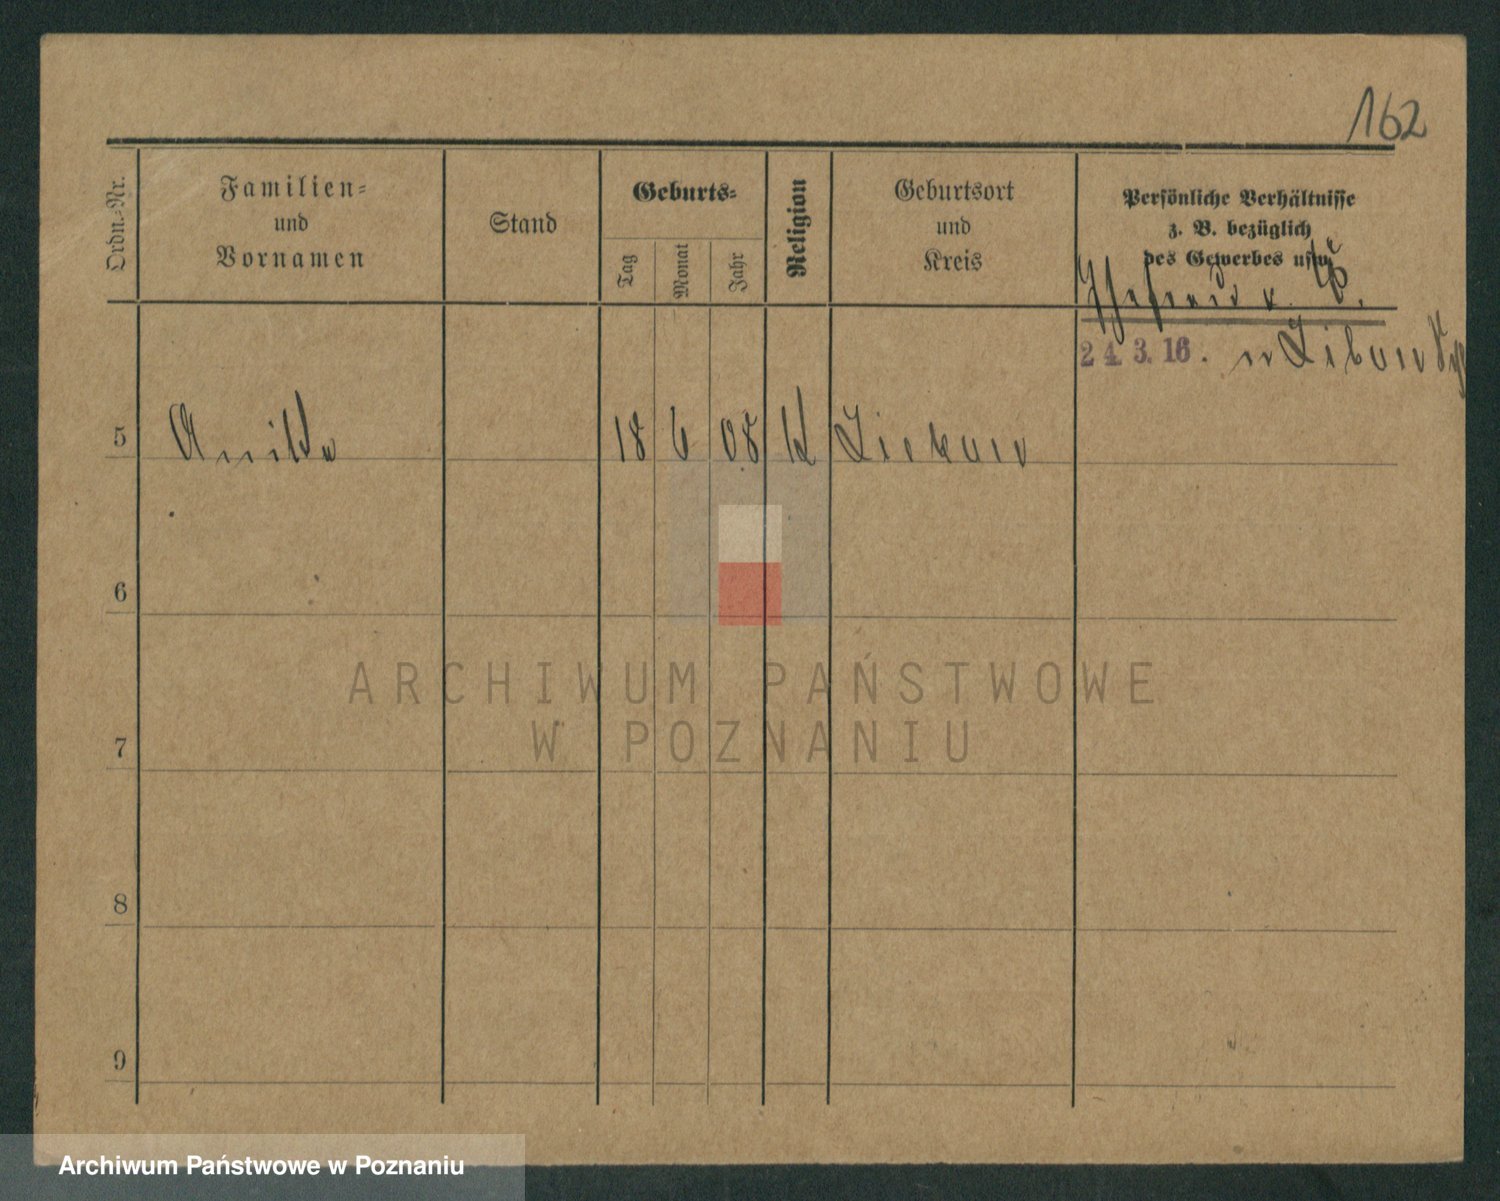 162
Ordn.-Nr.
Familien-
und
Vornamen
Stand
Geburts-
Tag
Monat
Jahr
Religion
Geburtsort
und
Kreis
Persönliche Verhältnisse
z. B. bezüglich
des Gewerbes usw.
24. 3. 16.
5 18 6 08
6
7
8
9
ARCHIWUM PAŃSTWOWE
W POZNANIU
Archiwum Państwowe w Poznaniu